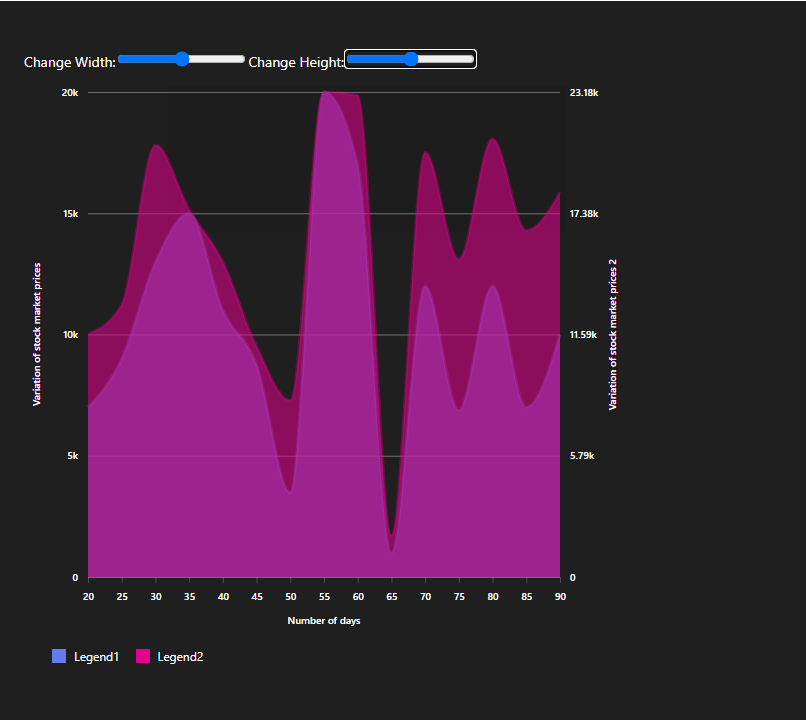 Change Width: Change Height:
20k 23.18k
15k 17.38k
Variation of stock market prices
Variation of stock market prices 2
10k 11.59k
5k 5.79k
0 0
20 25 30 35 40 45 50 55 60 65 70 75 80 85 90
Number of days
Legend1 Legend2